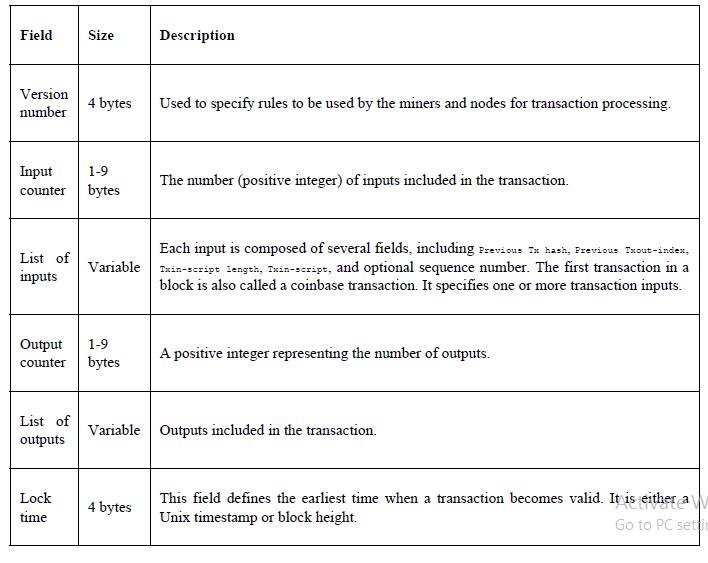 Field Size Description
Version
number
4 bytes
Used to specify rules to be used by the miners and nodes for transaction processing.
Input
counter
1-9
bytes
The number (positive integer) of inputs included in the transaction.
List of
inputs
Variable
Each input is composed of several fields, including Previous Tx hash, Previous Txout-index,
Txin-script length, Txin-script, and optional sequence number. The first transaction in a
block is also called a coinbase transaction. It specifies one or more transaction inputs.
Output
counter
1-9
bytes
A positive integer representing the number of outputs.
List of
outputs
Variable
Outputs included in the transaction.
Lock
time
4 bytes
This field defines the earliest time when a transaction becomes valid. It is either a
Unix timestamp or block height.
Activate W
Go to PC settin